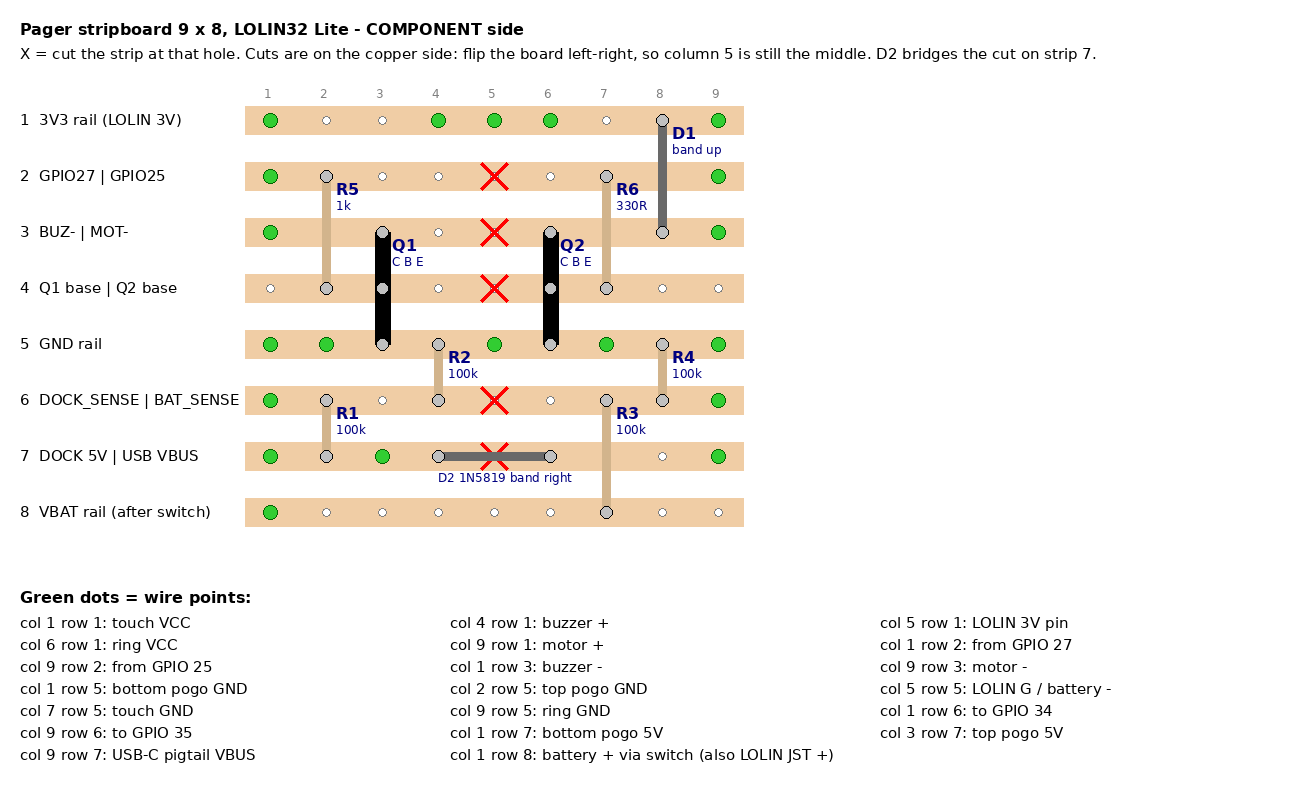 Pager stripboard 9 x 8, LOLIN32 Lite - COMPONENT side
X = cut the strip at that hole. Cuts are on the copper side: flip the board left-right, so column 5 is still the middle. D2 bridges the cut on strip 7.
1 2 3 4 5 6 7 8 9
1 3V3 rail (LOLIN 3V)
D1
band up
2 GPIO27 | GPIO25
R5
1k
R6
330R
3 BUZ- | MOT-
Q1
C B E
Q2
C B E
4 Q1 base | Q2 base
5 GND rail
R2
100k
R4
100k
6 DOCK_SENSE | BAT_SENSE
R1
100k
R3
100k
7 DOCK 5V | USB VBUS
D2 1N5819 band right
8 VBAT rail (after switch)
Green dots = wire points:
col 1 row 1: touch VCC
col 4 row 1: buzzer +
col 5 row 1: LOLIN 3V pin
col 6 row 1: ring VCC
col 9 row 1: motor +
col 1 row 2: from GPIO 27
col 9 row 2: from GPIO 25
col 1 row 3: buzzer -
col 9 row 3: motor -
col 1 row 5: bottom pogo GND
col 2 row 5: top pogo GND
col 5 row 5: LOLIN G / battery -
col 7 row 5: touch GND
col 9 row 5: ring GND
col 1 row 6: to GPIO 34
col 9 row 6: to GPIO 35
col 1 row 7: bottom pogo 5V
col 3 row 7: top pogo 5V
col 9 row 7: USB-C pigtail VBUS
col 1 row 8: battery + via switch (also LOLIN JST +)